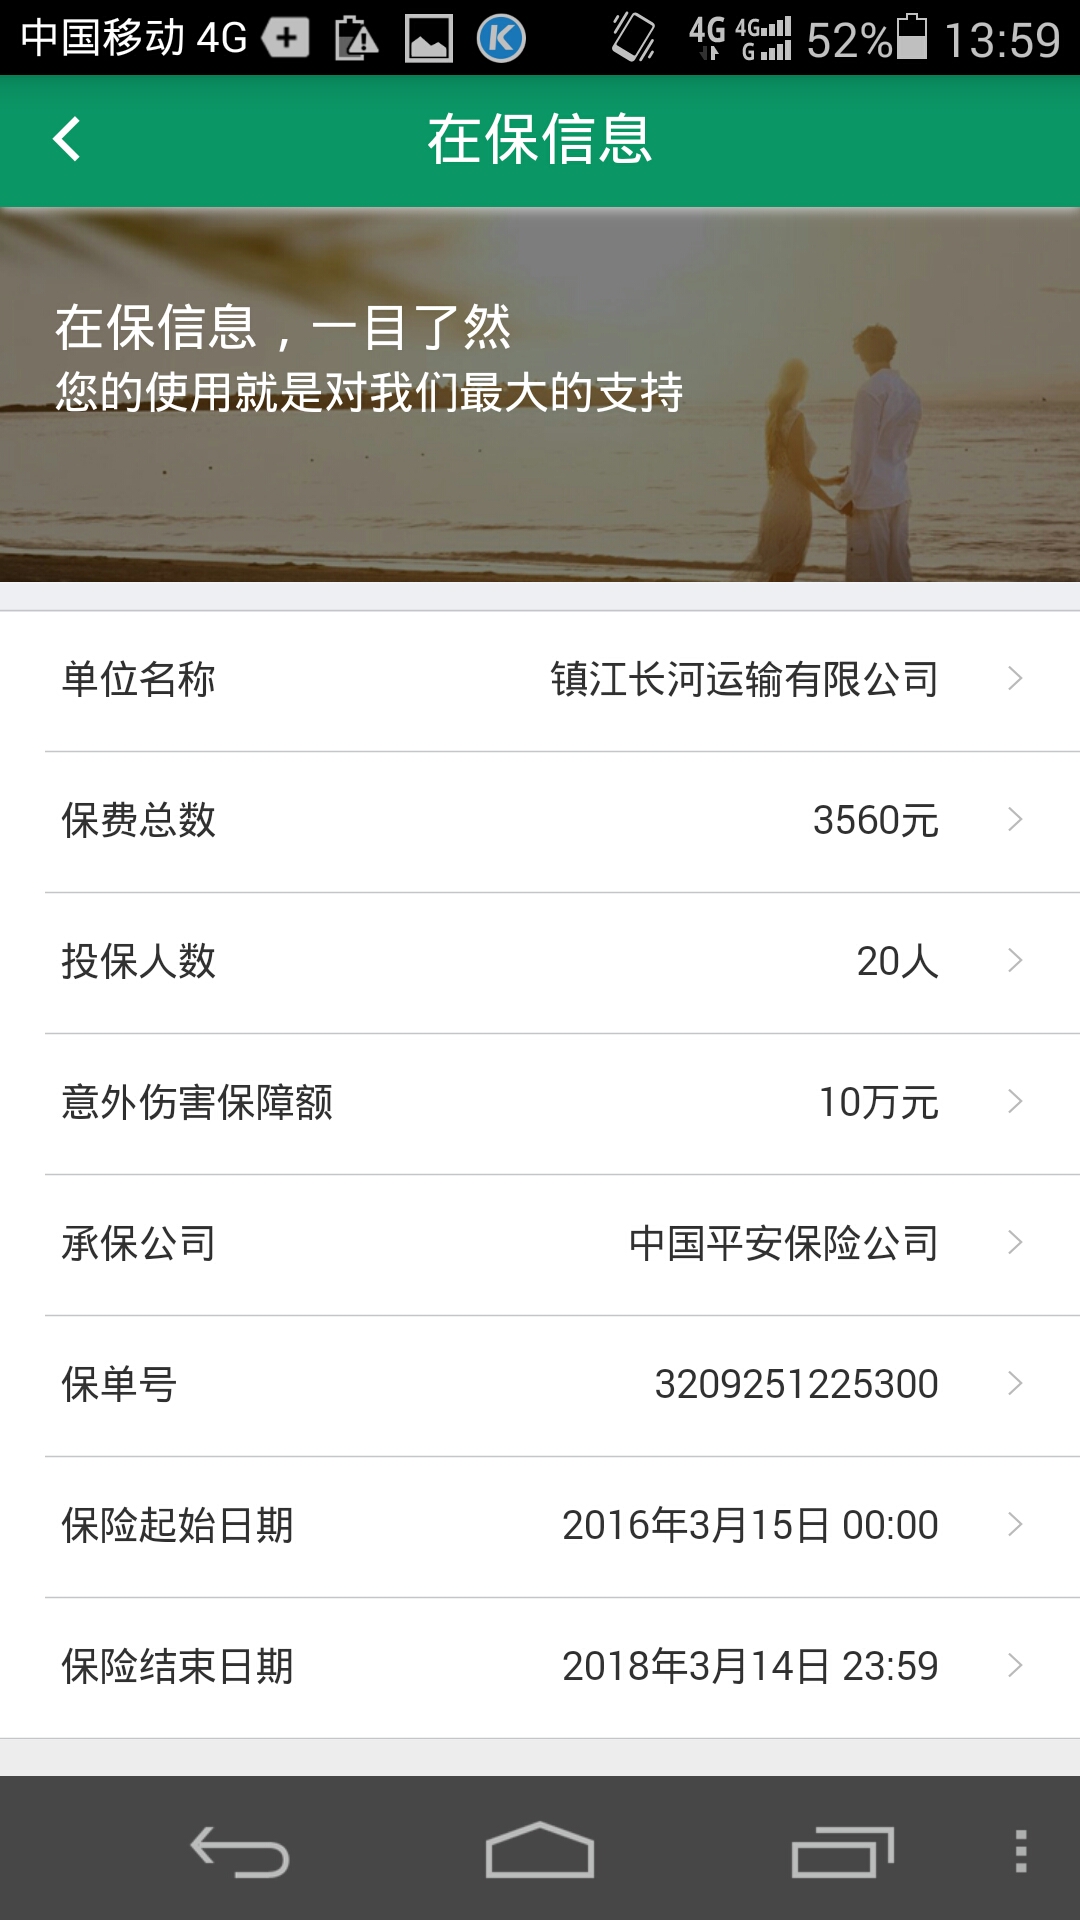 中国移动 4G 4G 4G G 52% 13:59
在保信息
在保信息，一目了然
您的使用就是对我们最大的支持
单位名称 镇江长河运输有限公司
保费总数 3560元
投保人数 20人
意外伤害保障额 10万元
承保公司 中国平安保险公司
保单号 3209251225300
保险起始日期 2016年3月15日 00:00
保险结束日期 2018年3月14日 23:59